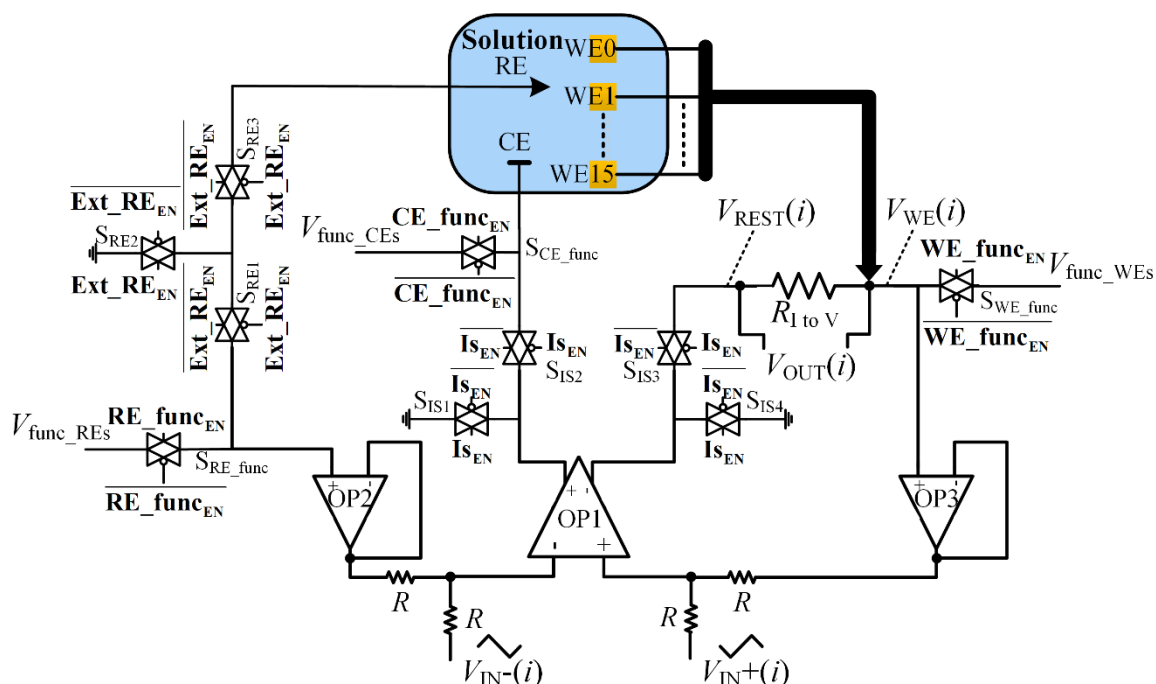 Solution
RE
WE0
WE1
CE
WE15
Ext_RE_EN
S_RE3
Ext_RE_EN
Ext_RE_EN
S_RE2
Ext_RE_EN
Ext_RE_EN
S_RE1
Ext_RE_EN
V_func_CEs
CE_func_EN
S_CE_func
CE_func_EN
V_REST(i)
V_WE(i)
WE_func_EN
V_func_WEs
S_WE_func
WE_func_EN
R_I to V
V_OUT(i)
Is_EN
Is_EN
S_IS2
Is_EN
Is_EN
S_IS3
Is_EN
S_IS1
Is_EN
Is_EN
S_IS4
Is_EN
V_func_REs
RE_func_EN
S_RE_func
RE_func_EN
+ -
OP2
+ -
OP1
- +
+ -
OP3
R
R
R
R
V_IN-(i)
V_IN+(i)